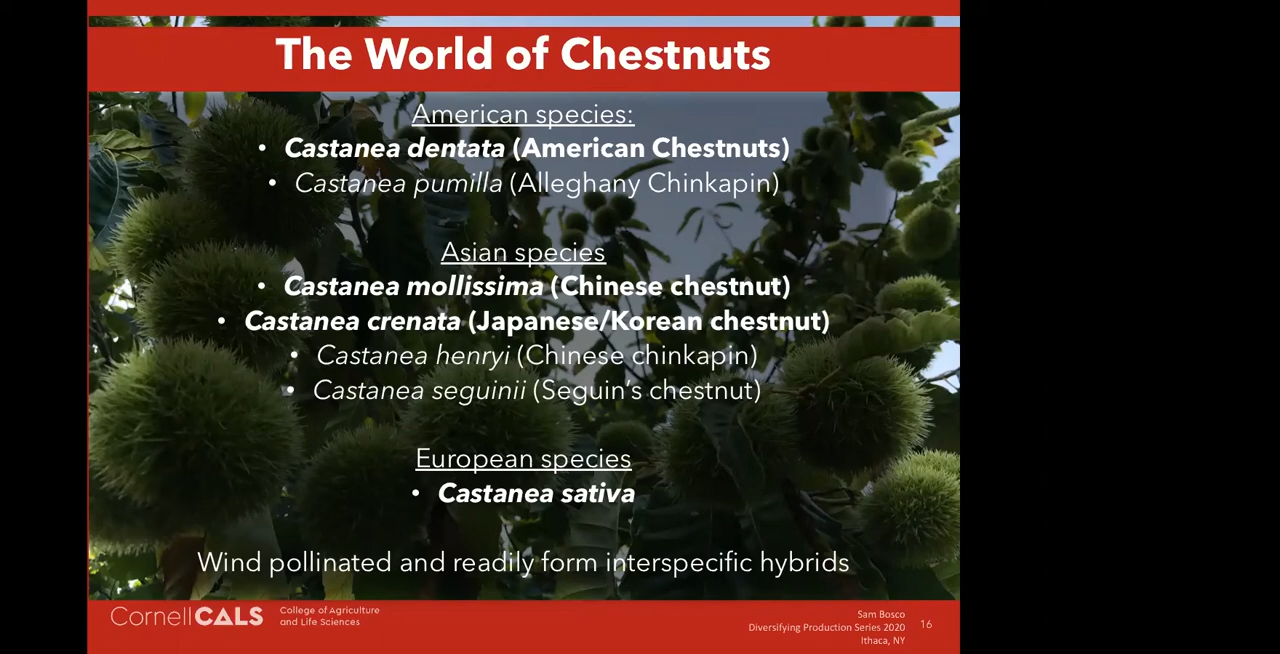 The World of Chestnuts
American species:
• Castanea dentata (American Chestnuts)
• Castanea pumilla (Alleghany Chinkapin)
Asian species
• Castanea mollissima (Chinese chestnut)
• Castanea crenata (Japanese/Korean chestnut)
• Castanea henryi (Chinese chinkapin)
• Castanea seguinii (Seguin's chestnut)
European species
• Castanea sativa
Wind pollinated and readily form interspecific hybrids
CornellCALS
College of Agriculture
and Life Sciences
Sam Bosco
Diversifying Production Series 2020
Ithaca, NY
16